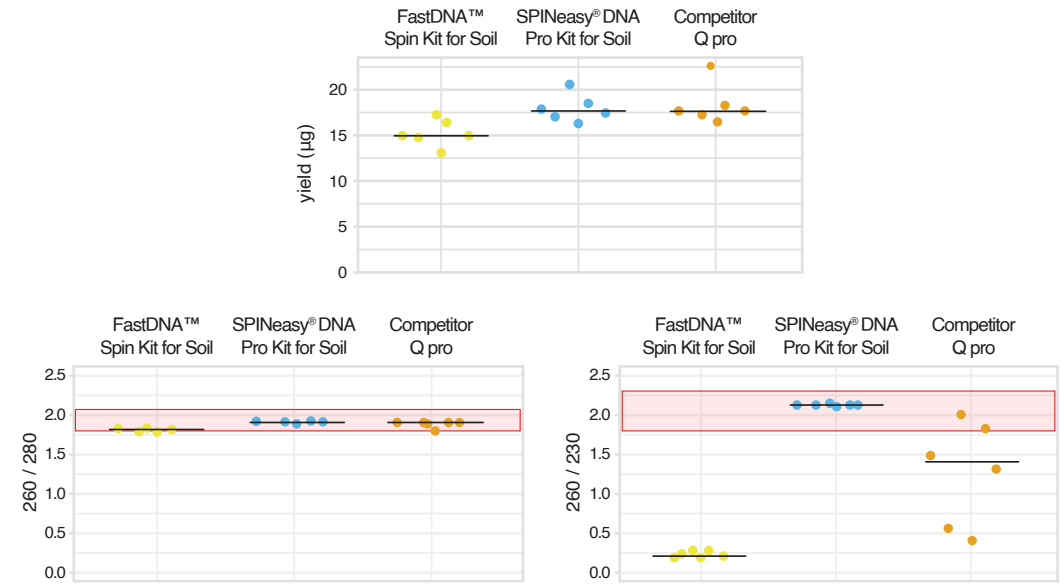 FastDNA™ SPINeasy® DNA Competitor
Spin Kit for Soil Pro Kit for Soil Q pro
20
15
10
5
0
yield (µg)
FastDNA™ SPINeasy® DNA Competitor
Spin Kit for Soil Pro Kit for Soil Q pro
2.5
2.0
1.5
1.0
0.5
0.0
260 / 280
FastDNA™ SPINeasy® DNA Competitor
Spin Kit for Soil Pro Kit for Soil Q pro
2.5
2.0
1.5
1.0
0.5
0.0
260 / 230